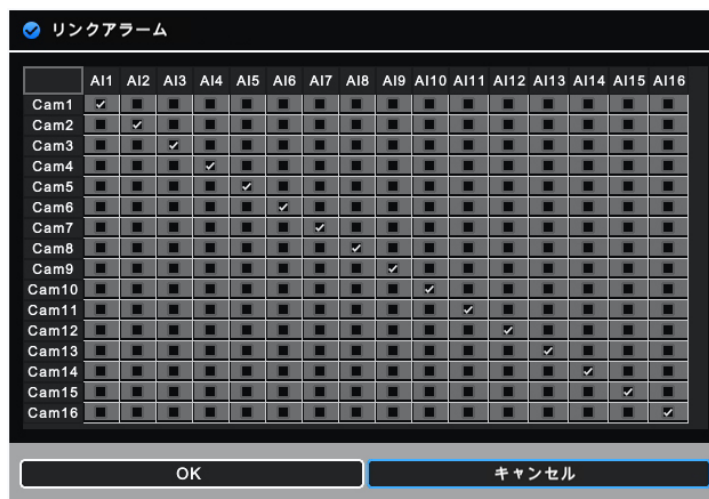 リンクアラーム
AI1 AI2 AI3 AI4 AI5 AI6 AI7 AI8 AI9 AI10 AI11 AI12 AI13 AI14 AI15 AI16
Cam1
Cam2
Cam3
Cam4
Cam5
Cam6
Cam7
Cam8
Cam9
Cam10
Cam11
Cam12
Cam13
Cam14
Cam15
Cam16
OK キャンセル